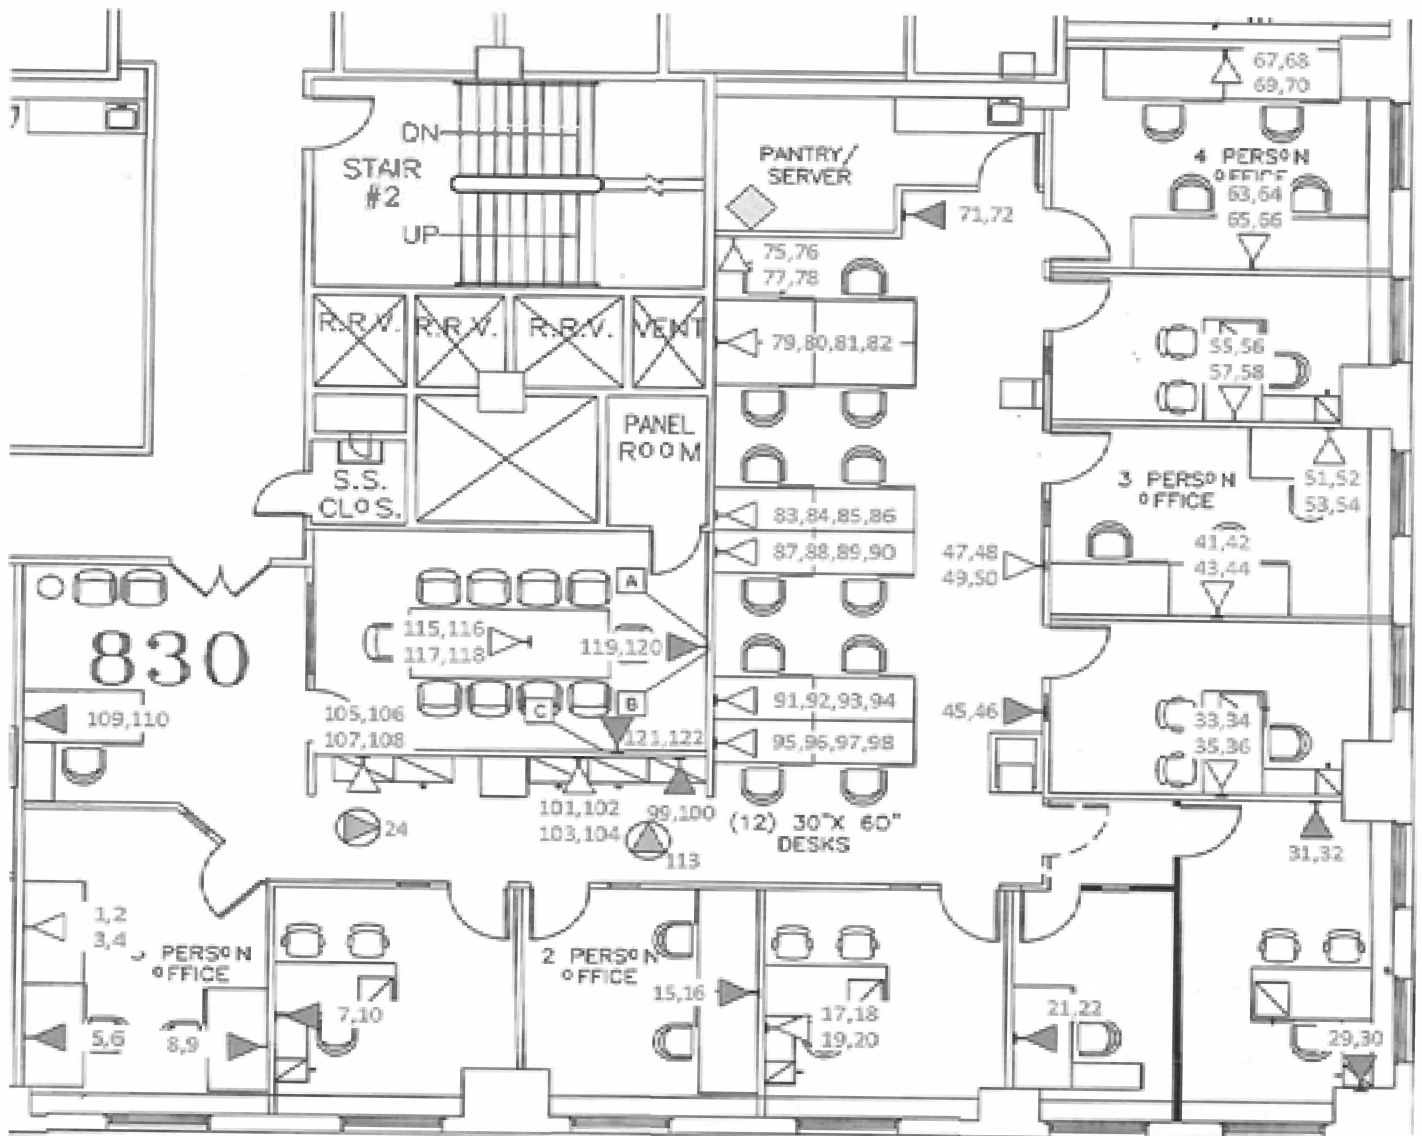 67,68
69,70
DN
STAIR
#2
UP
PANTRY/
SERVER
4 PERSON
OFFICE
63,64
65,66
71,72
75,76
77,78
R.R.V.
R.R.V.
R.R.V.
VENT
79,80,81,82
55,56
57,58
PANEL
ROOM
S.S.
CLOS.
3 PERSON
OFFICE
51,52
53,54
83,84,85,86
87,88,89,90
47,48
49,50
41,42
43,44
A
830
115,116
117,118
119,120
B
C
109,110
105,106
107,108
121,122
91,92,93,94
95,96,97,98
45,46
33,34
35,36
101,102
103,104
99,100
24
113
(12) 30"X 60"
DESKS
31,32
1,2
3,4
PERSON
OFFICE
2 PERSON
OFFICE
5,6
8,9
7,10
15,16
17,18
19,20
21,22
29,30